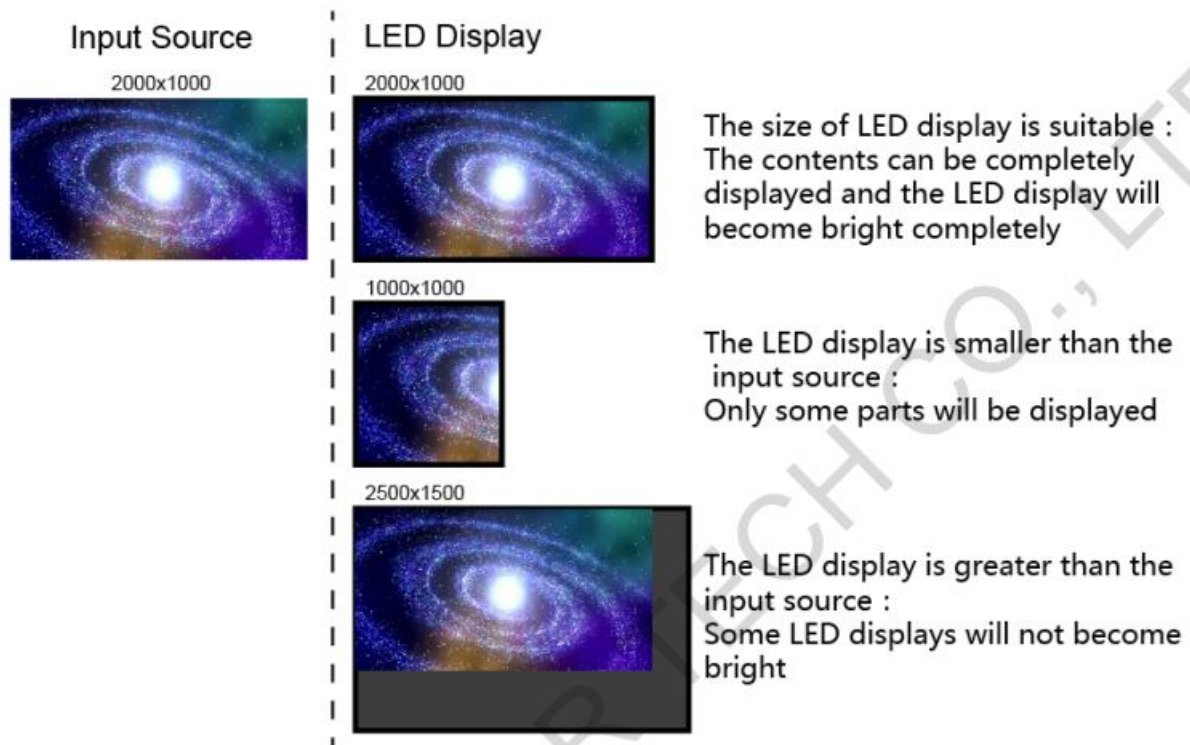 Input Source
LED Display
2000x1000
2000x1000
The size of LED display is suitable :
The contents can be completely
displayed and the LED display will
become bright completely
1000x1000
The LED display is smaller than the
input source :
Only some parts will be displayed
2500x1500
The LED display is greater than the
input source :
Some LED displays will not become
bright
R TECH CO., LT